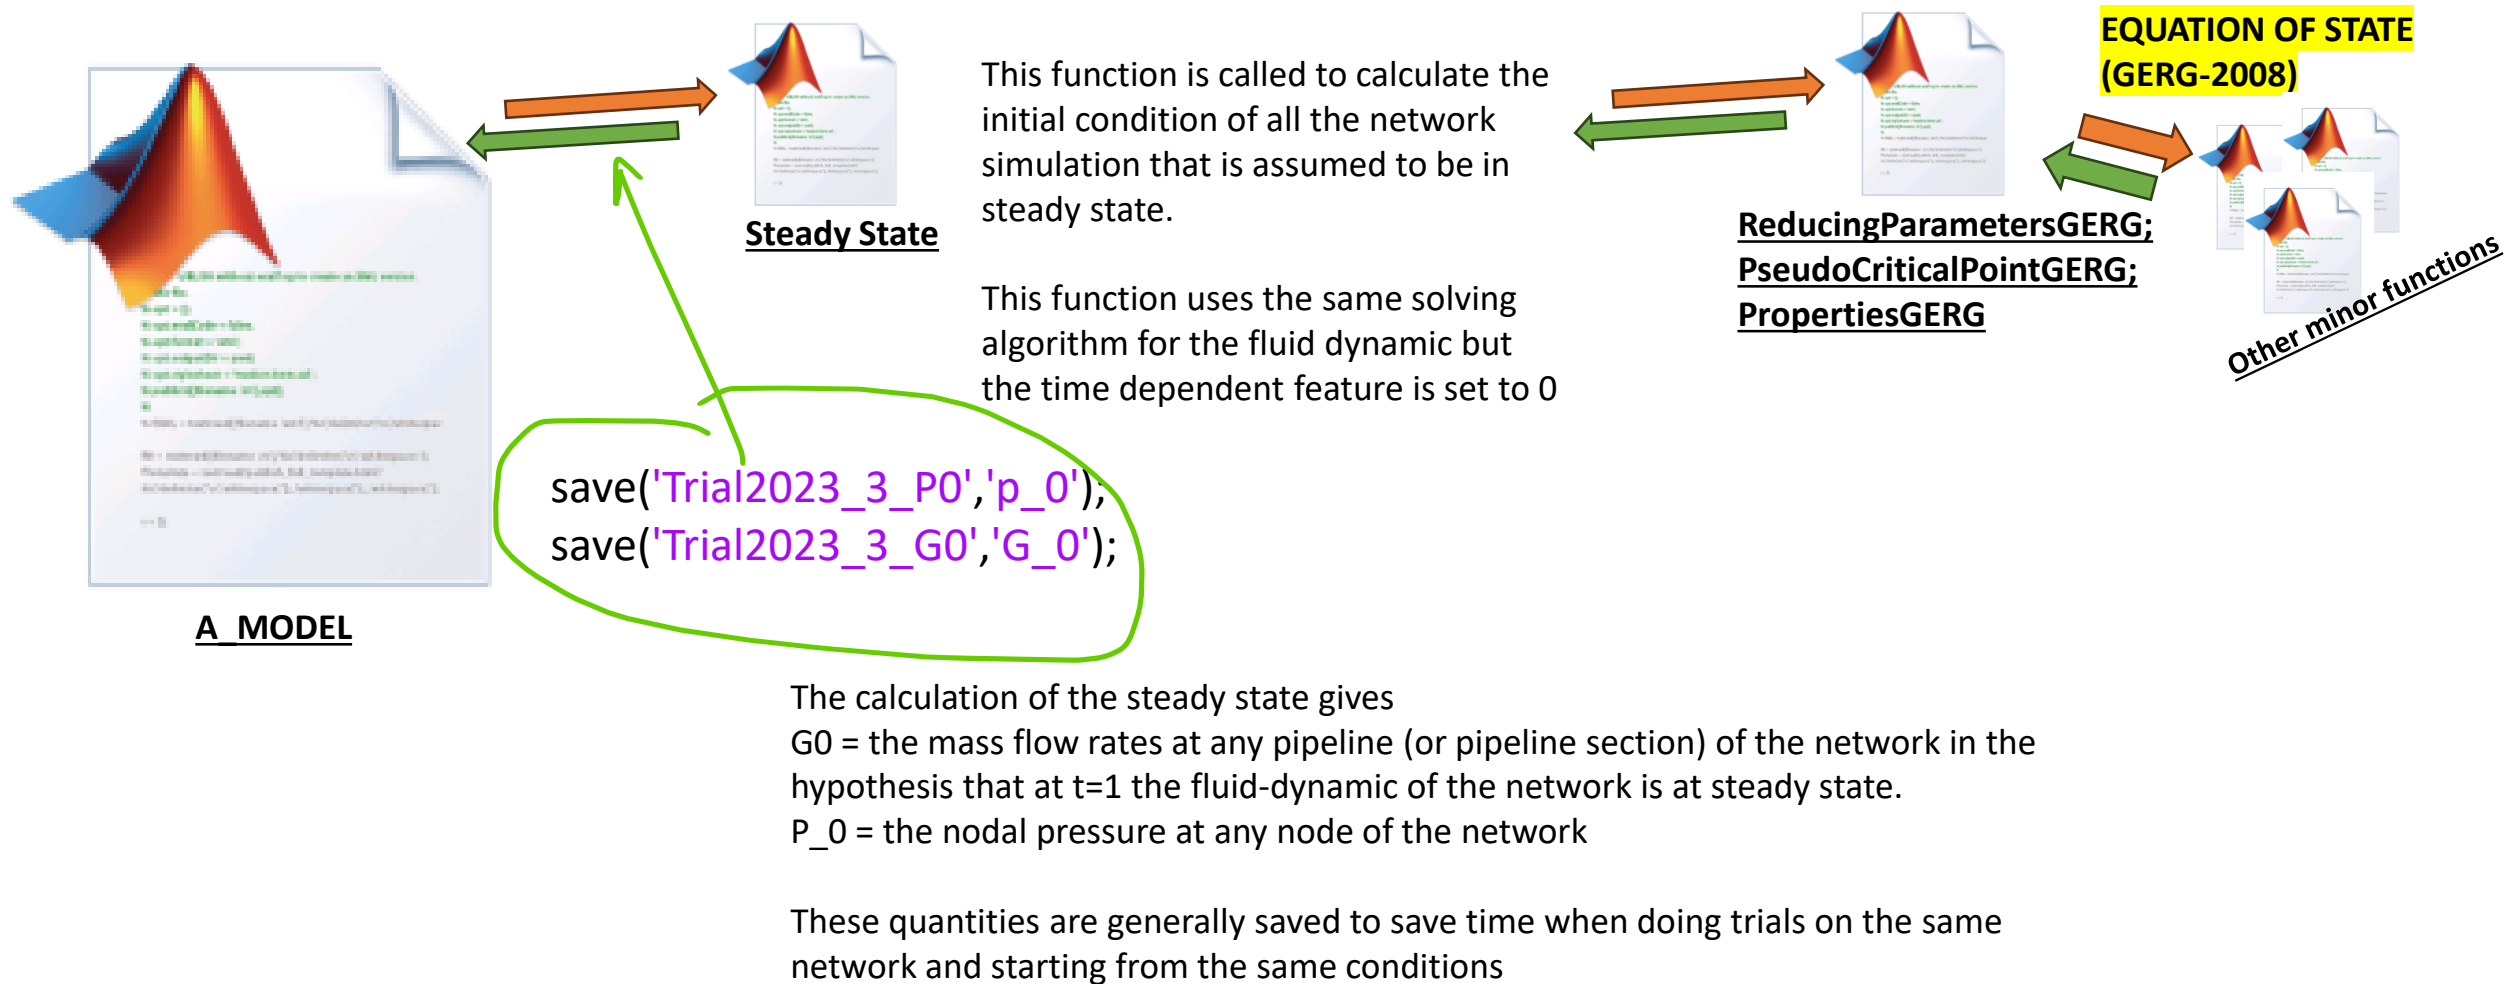 EQUATION OF STATE
(GERG-2008)
This function is called to calculate the
initial condition of all the network
simulation that is assumed to be in
steady state.
Steady State
ReducingParametersGERG;
PseudoCriticalPointGERG;
PropertiesGERG
Other minor functions
This function uses the same solving
algorithm for the fluid dynamic but
the time dependent feature is set to 0
save('Trial2023_3_P0','p_0');
save('Trial2023_3_G0','G_0');
A_MODEL
The calculation of the steady state gives
G0 = the mass flow rates at any pipeline (or pipeline section) of the network in the
hypothesis that at t=1 the fluid-dynamic of the network is at steady state.
P_0 = the nodal pressure at any node of the network
These quantities are generally saved to save time when doing trials on the same
network and starting from the same conditions